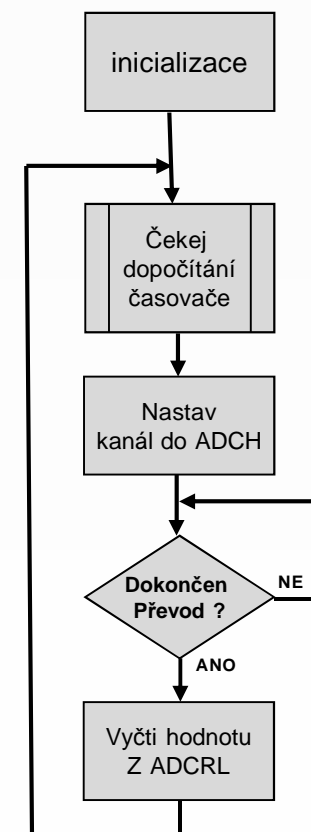 inicializace
Čekej
dopočítání
časovače
Nastav
kanál do ADCH
Dokončen
Převod ?
NE
ANO
Vyčti hodnotu
Z ADCRL